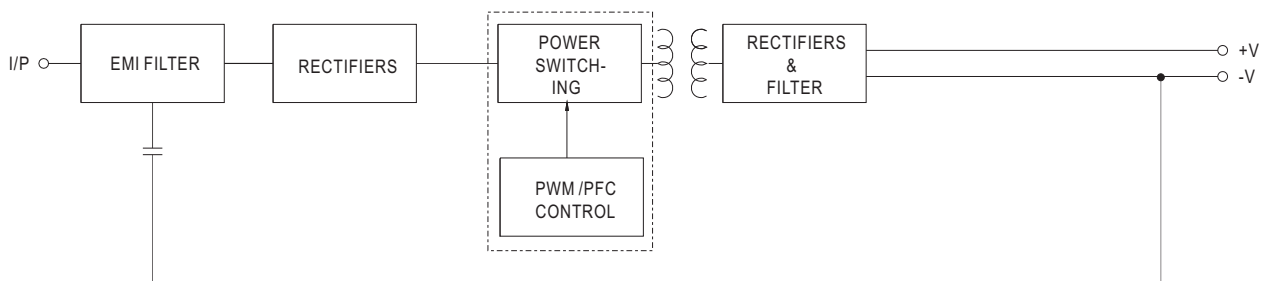 I/P
EMI FILTER
RECTIFIERS
POWER
SWITCH-
ING
RECTIFIERS
&
FILTER
+V
-V
PWM /PFC
CONTROL